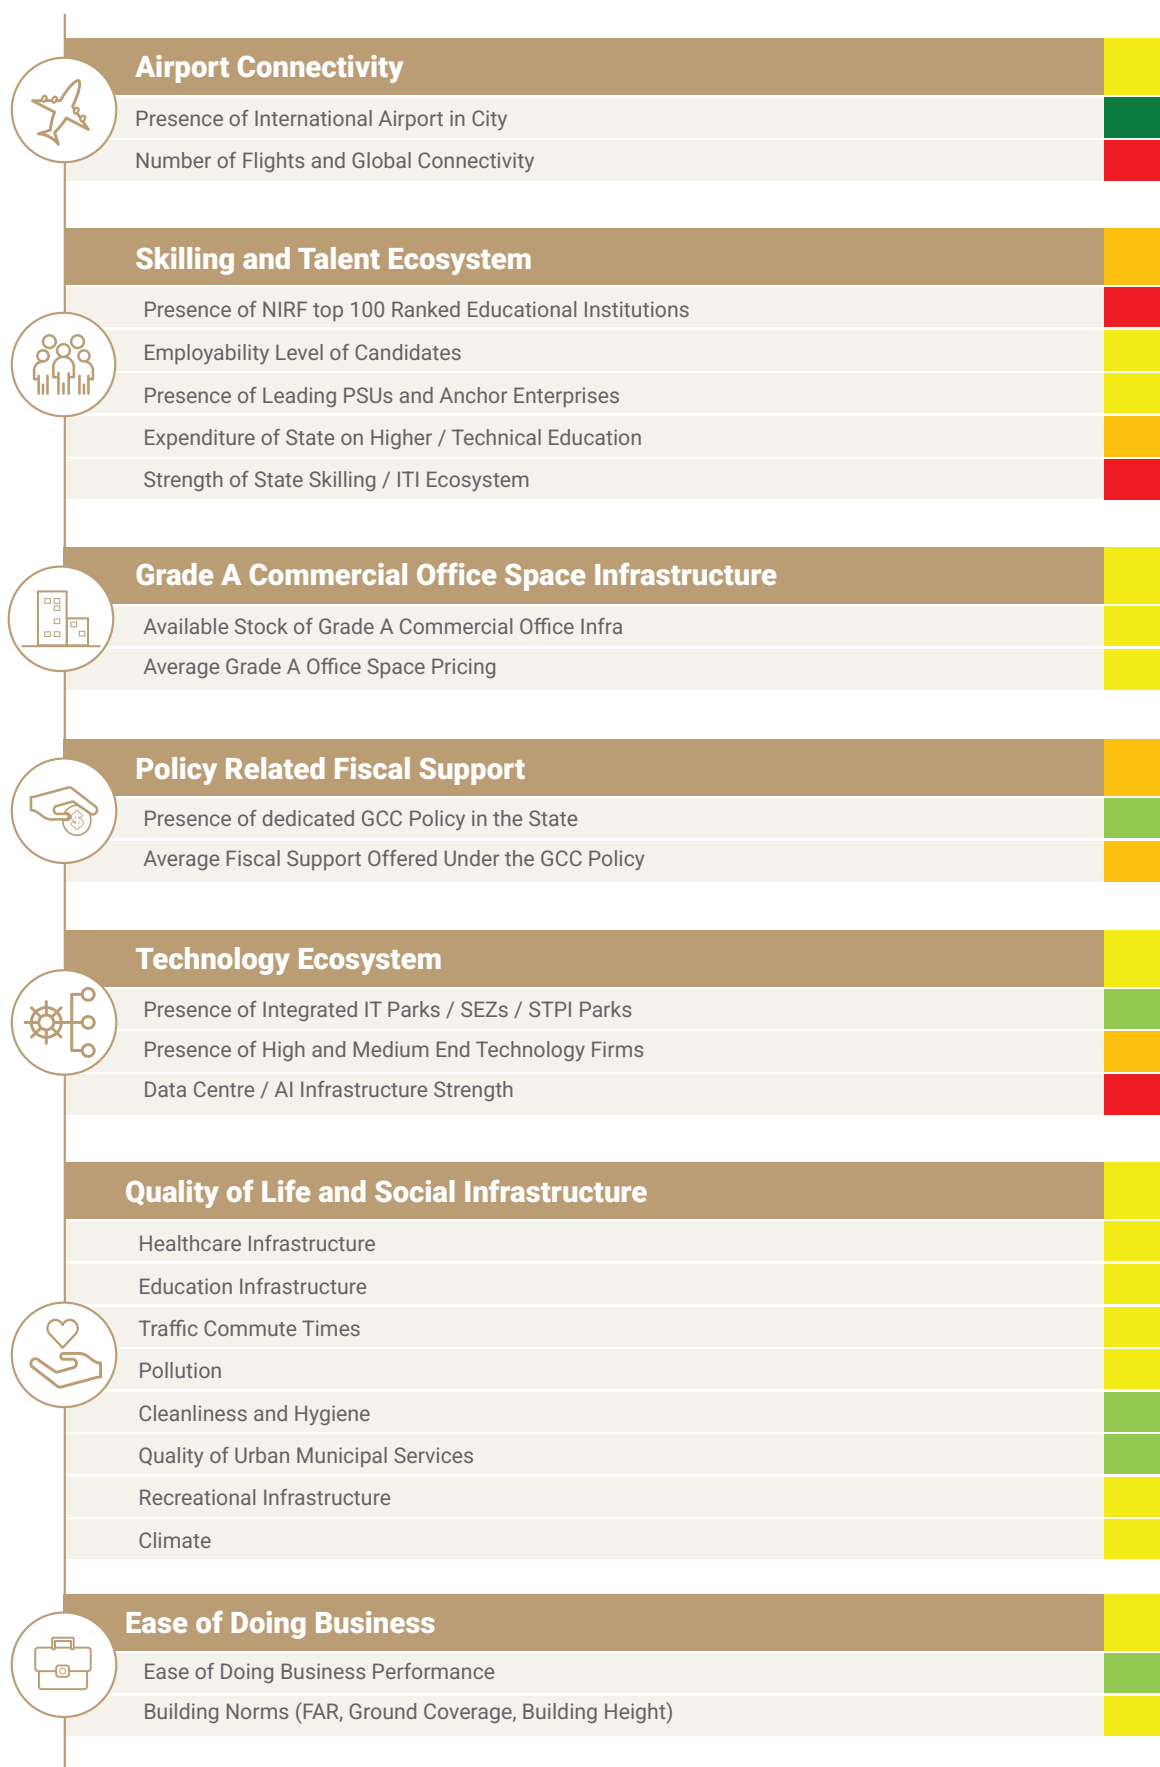 Airport Connectivity
Presence of International Airport in City
Number of Flights and Global Connectivity
Skilling and Talent Ecosystem
Presence of NIRF top 100 Ranked Educational Institutions
Employability Level of Candidates
Presence of Leading PSUs and Anchor Enterprises
Expenditure of State on Higher / Technical Education
Strength of State Skilling / ITI Ecosystem
Grade A Commercial Office Space Infrastructure
Available Stock of Grade A Commercial Office Infra
Average Grade A Office Space Pricing
Policy Related Fiscal Support
$
Presence of dedicated GCC Policy in the State
Average Fiscal Support Offered Under the GCC Policy
Technology Ecosystem
Presence of Integrated IT Parks / SEZs / STPI Parks
Presence of High and Medium End Technology Firms
Data Centre / AI Infrastructure Strength
Quality of Life and Social Infrastructure
Healthcare Infrastructure
Education Infrastructure
Traffic Commute Times
Pollution
Cleanliness and Hygiene
Quality of Urban Municipal Services
Recreational Infrastructure
Climate
Ease of Doing Business
Ease of Doing Business Performance
Building Norms (FAR, Ground Coverage, Building Height)